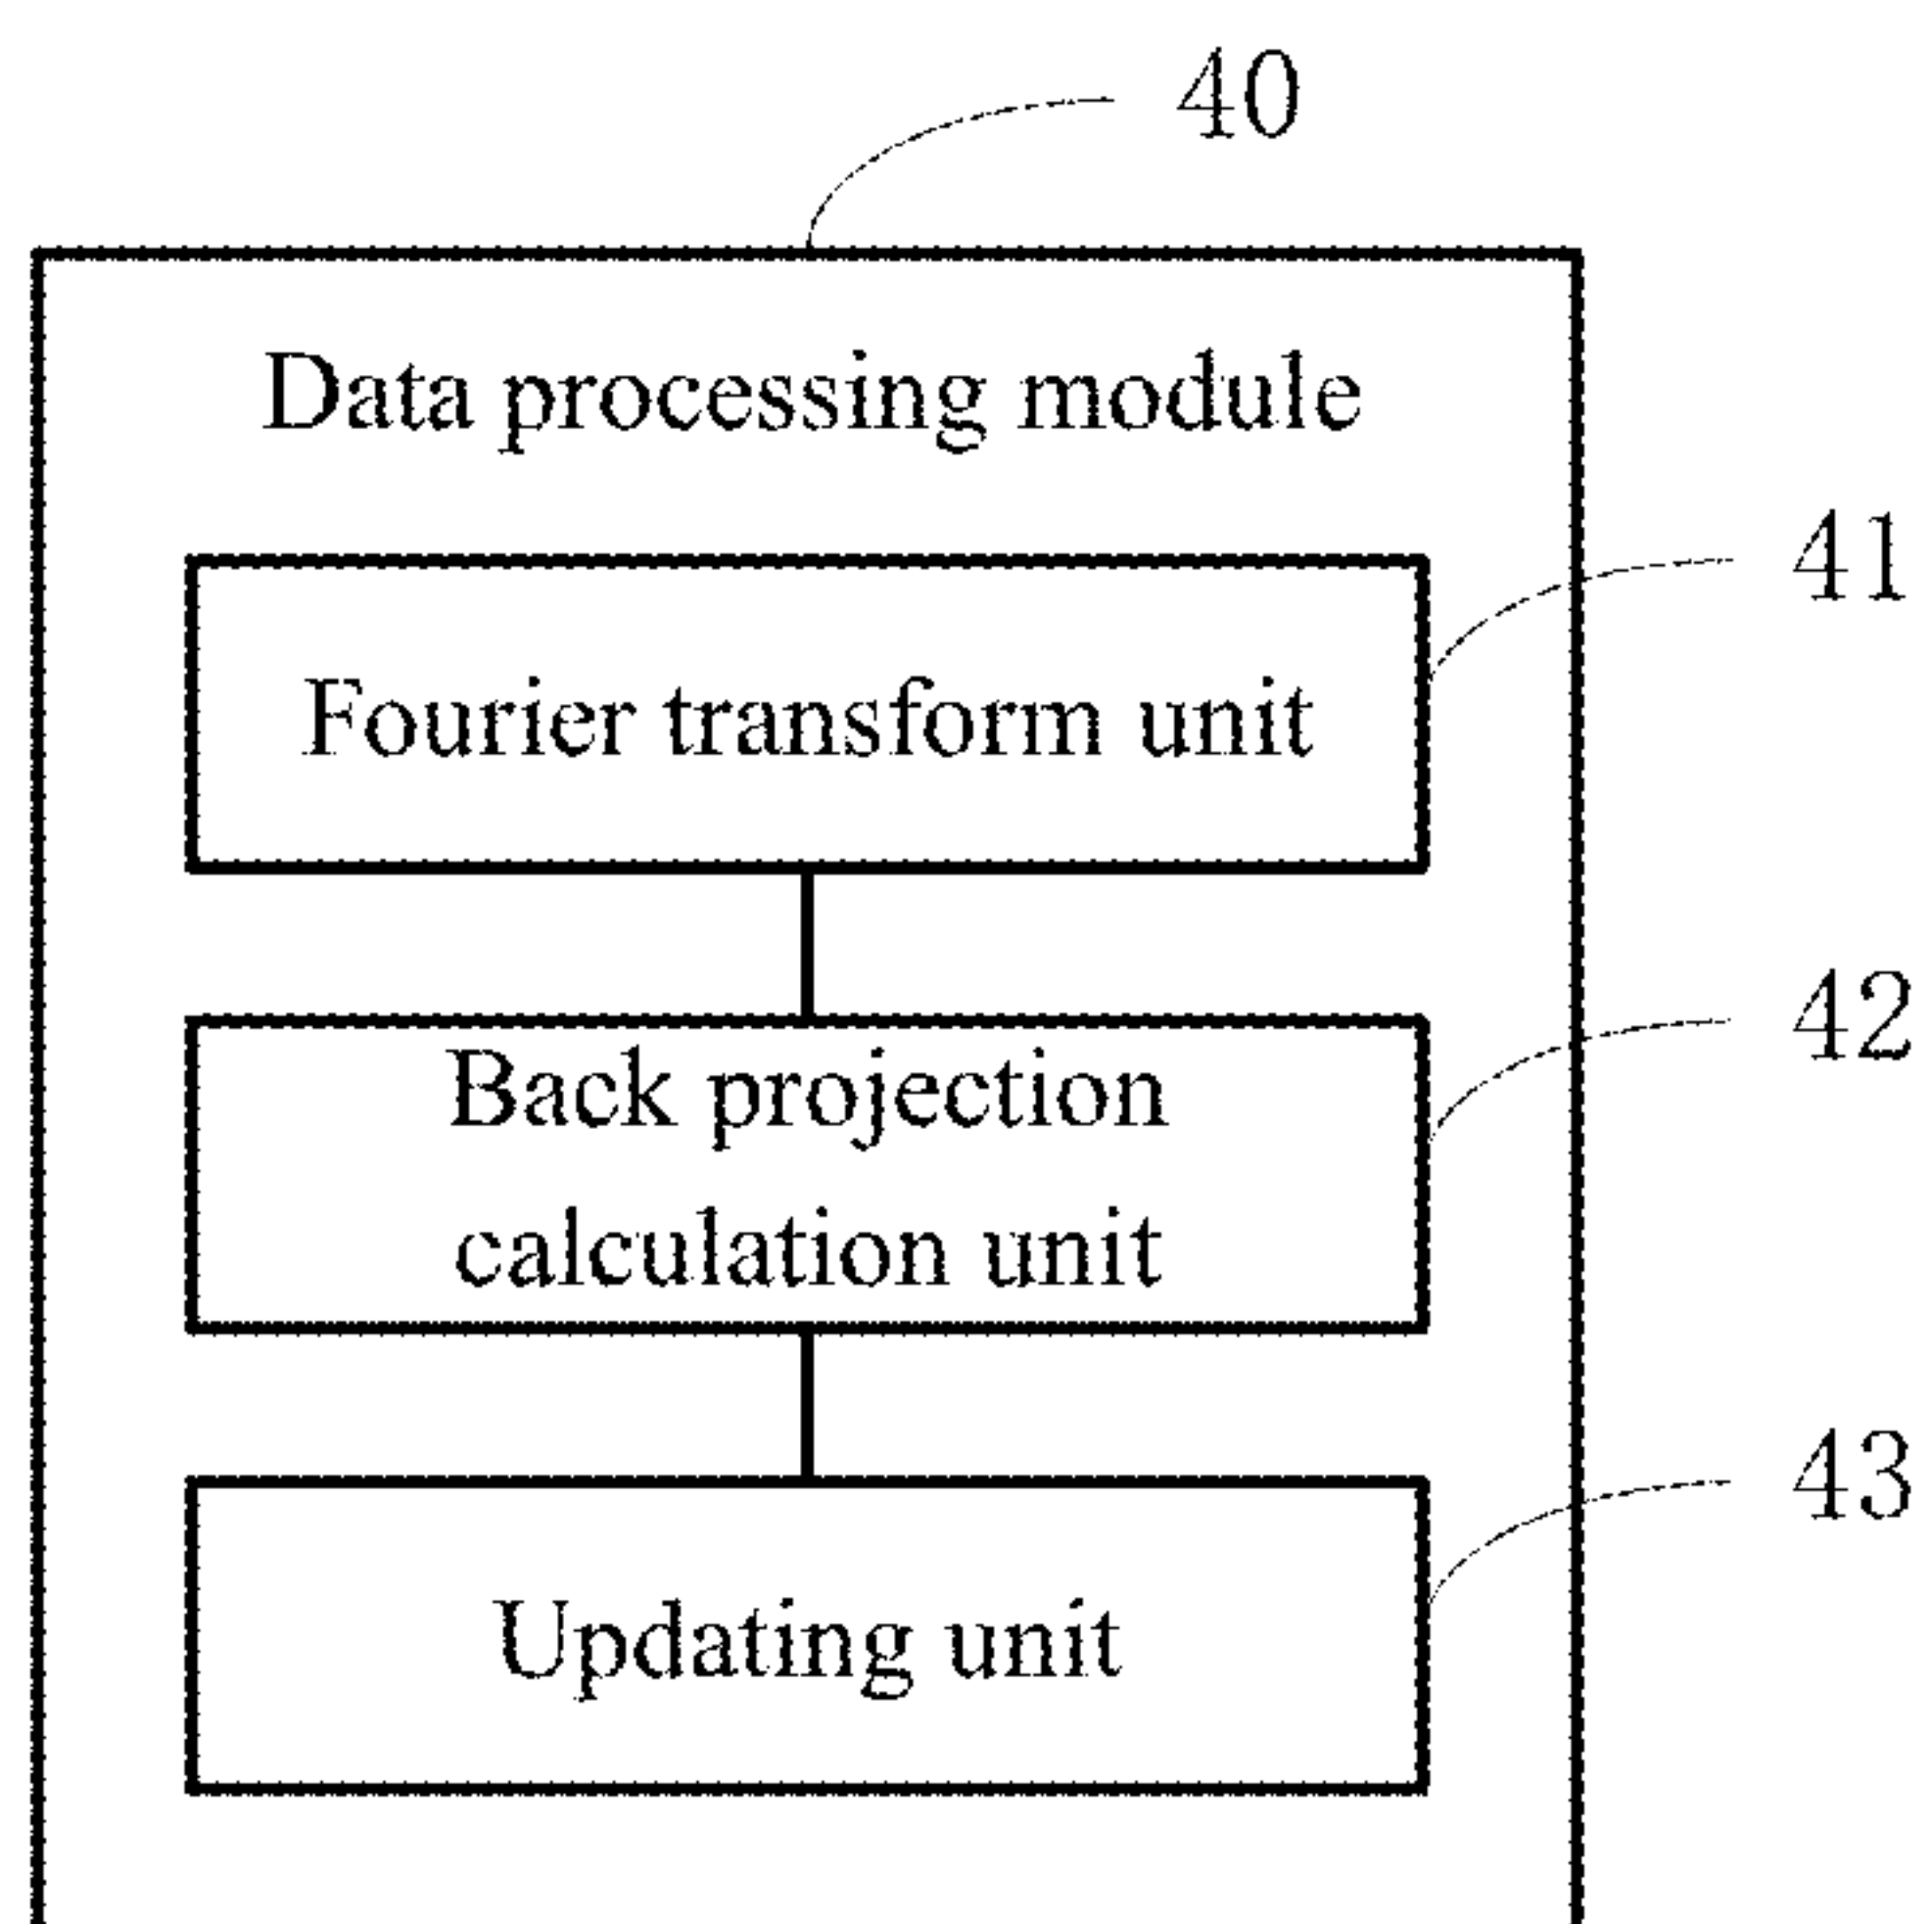 40
Data processing module
41
Fourier transform unit
42
Back projection
calculation unit
43
Updating unit